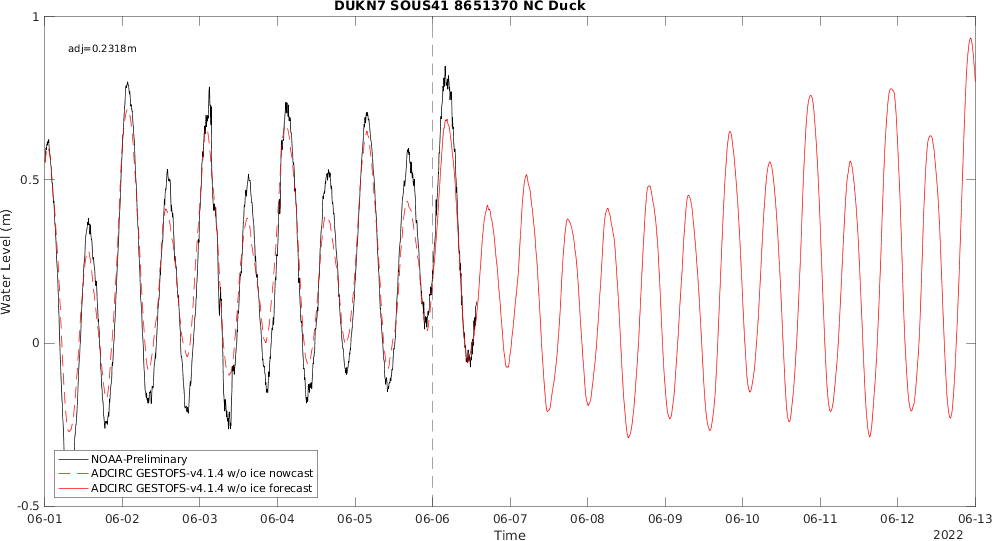 DUKN7 SOUS41 8651370 NC Duck
adj=0.2318m
1
0.5
0
-0.5
Water Level (m)
NOAA-Preliminary
ADCIRC GESTOFS-v4.1.4 w/o ice nowcast
ADCIRC GESTOFS-v4.1.4 w/o ice forecast
06-01 06-02 06-03 06-04 06-05 06-06 06-07 06-08 06-09 06-10 06-11 06-12 06-13
Time
2022